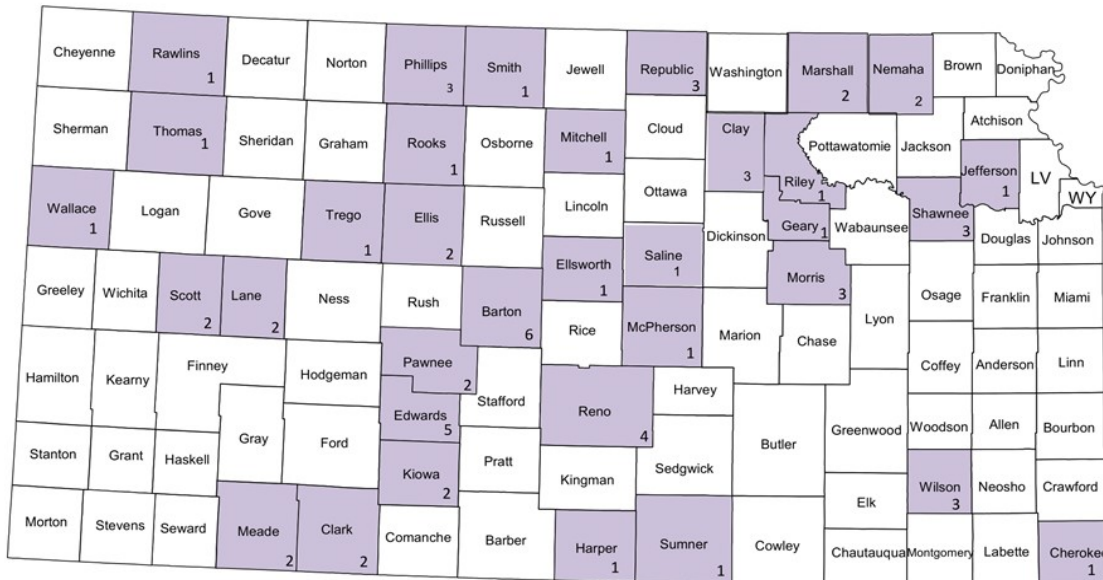 Cheyenne
Rawlins
1
Decatur
Norton
Phillips
3
Smith
1
Jewell
Republic
3
Washington
Marshall
2
Nemaha
2
Brown
Doniphan
Sherman
Thomas
1
Sheridan
Graham
Rooks
1
Osborne
Mitchell
1
Cloud
Clay
3
Riley
1
Pottawatomie
Jackson
Atchison
Jefferson
1
LV
WY
Wallace
1
Logan
Gove
Trego
1
Ellis
2
Russell
Lincoln
Ottawa
Dickinson
Geary
1
Wabaunsee
Shawnee
3
Douglas
Johnson
Greeley
Wichita
Scott
2
Lane
2
Ness
Rush
Barton
6
Ellsworth
1
Saline
1
Morris
3
Osage
Franklin
Miami
Rice
McPherson
1
Marion
Chase
Lyon
Hamilton
Kearny
Finney
Hodgeman
Pawnee
2
Stafford
Coffey
Anderson
Linn
Edwards
5
Reno
4
Harvey
Stanton
Grant
Haskell
Gray
Ford
Kiowa
2
Pratt
Kingman
Sedgwick
Butler
Greenwood
Woodson
Allen
Bourbon
Elk
Wilson
3
Neosho
Crawford
Morton
Stevens
Seward
Meade
2
Clark
2
Comanche
Barber
Harper
1
Sumner
1
Cowley
Chautauqua
Montgomery
Labette
Cherokee
1